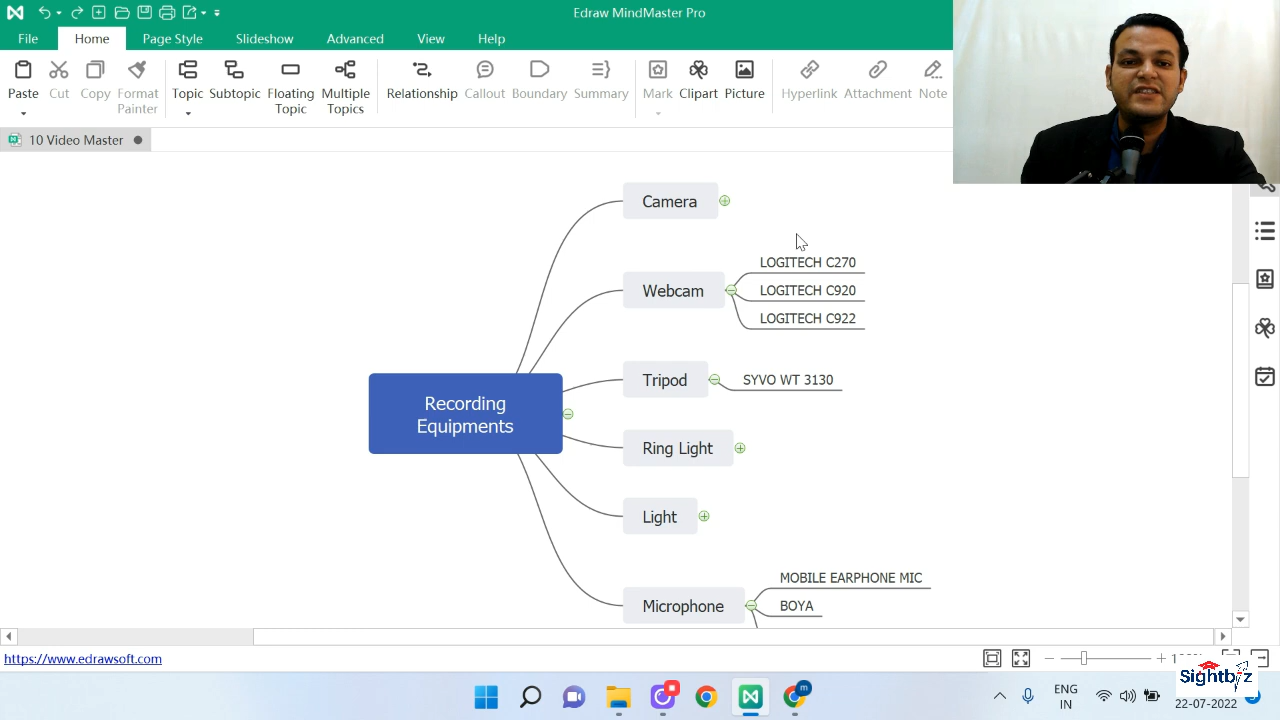 Edraw MindMaster Pro
File Home Page Style Slideshow Advanced View Help
Paste Cut Copy Format Painter Topic Subtopic Floating Topic Multiple Topics Relationship Callout Boundary Summary Mark Clipart Picture Hyperlink Attachment Note
10 Video Master
Camera
LOGITECH C270
Webcam
LOGITECH C920
LOGITECH C922
Tripod
SYVO WT 3130
Recording
Equipments
Ring Light
Light
MOBILE EARPHONE MIC
Microphone
BOYA
https://www.edrawsoft.com
Sightbiz
ENG
IN
22-07-2022